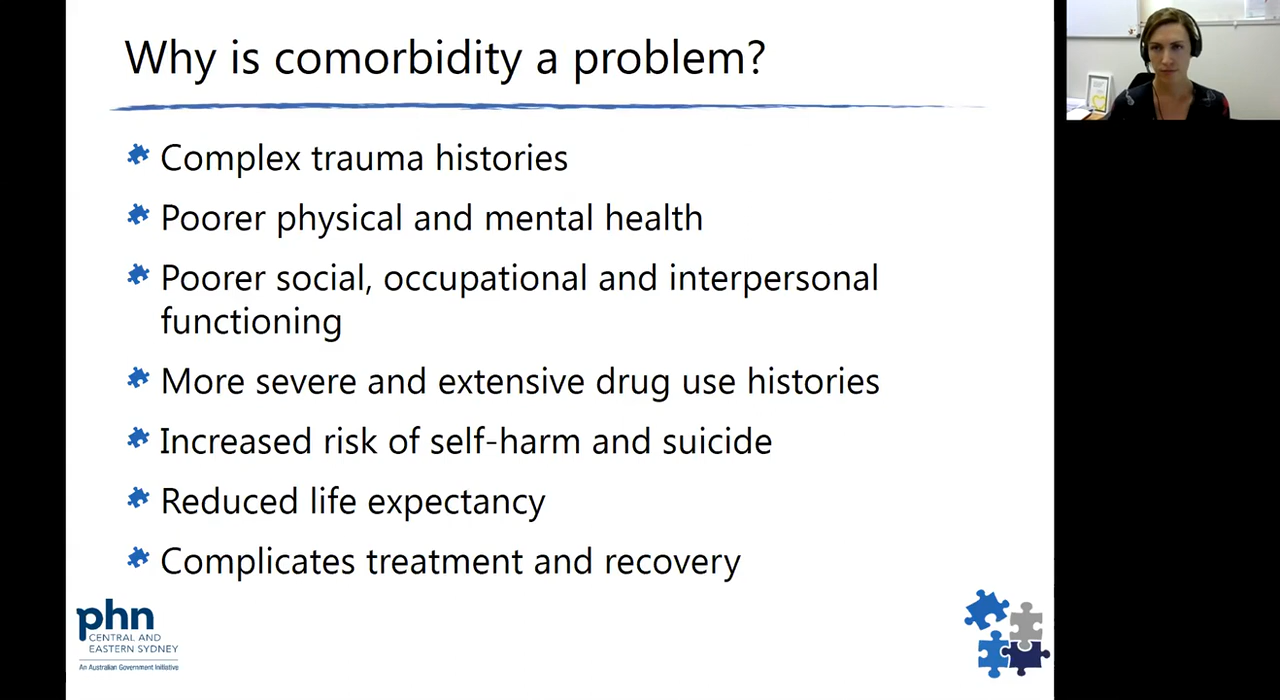 Why is comorbidity a problem?
Complex trauma histories
Poorer physical and mental health
Poorer social, occupational and interpersonal
functioning
More severe and extensive drug use histories
Increased risk of self-harm and suicide
Reduced life expectancy
Complicates treatment and recovery
phn
CENTRAL AND
EASTERN SYDNEY
An Australian Government Initiative